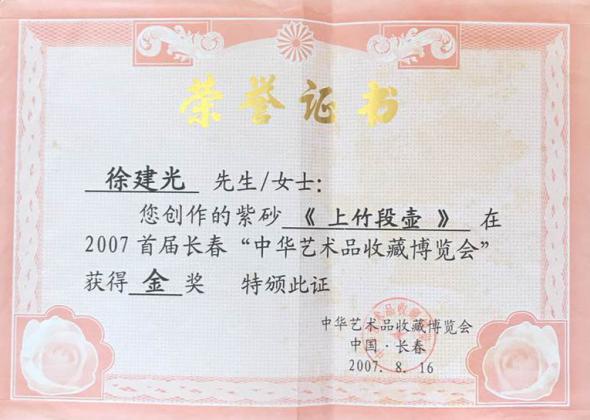 荣誉证书
徐建光 先生/女士:
您创作的紫砂《上竹段壶》在
2007首届长春“中华艺术品收藏博览会”
获得金奖 特颁此证
中华艺术品收藏博览会
中国·长春
2007. 8. 16